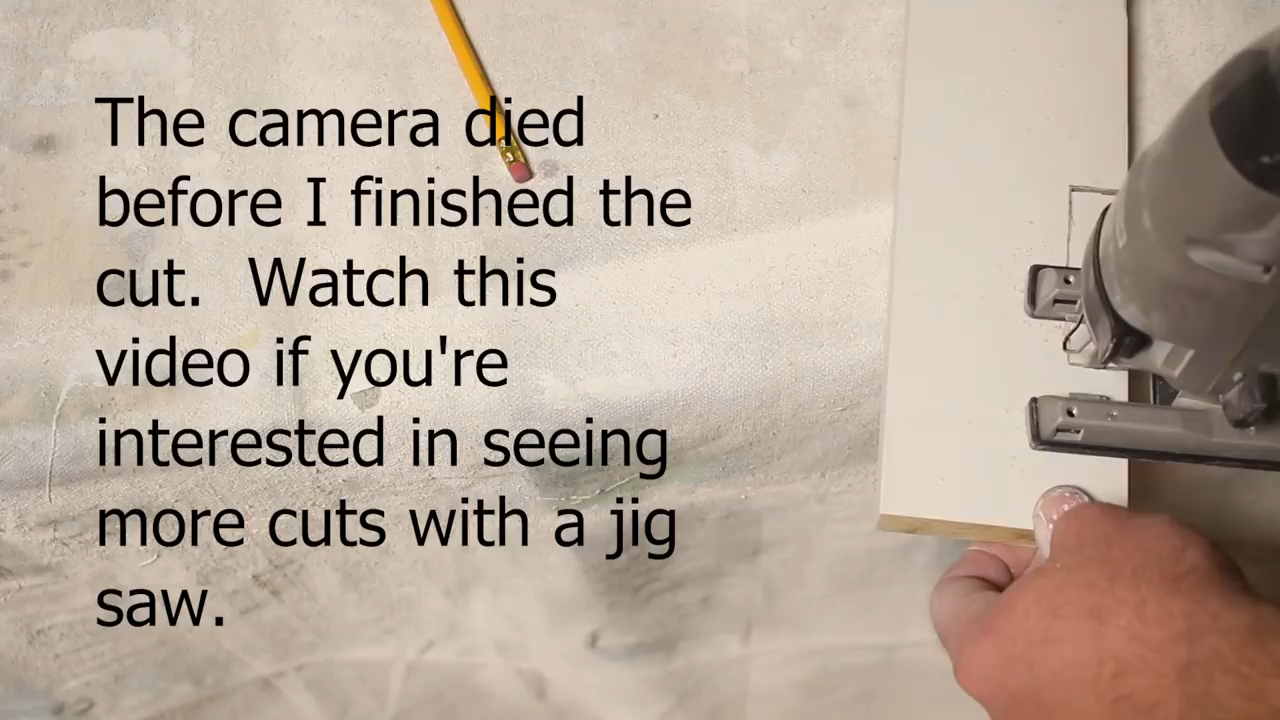 The camera died
before I finished the
cut.  Watch this
video if you're
interested in seeing
more cuts with a jig
saw.